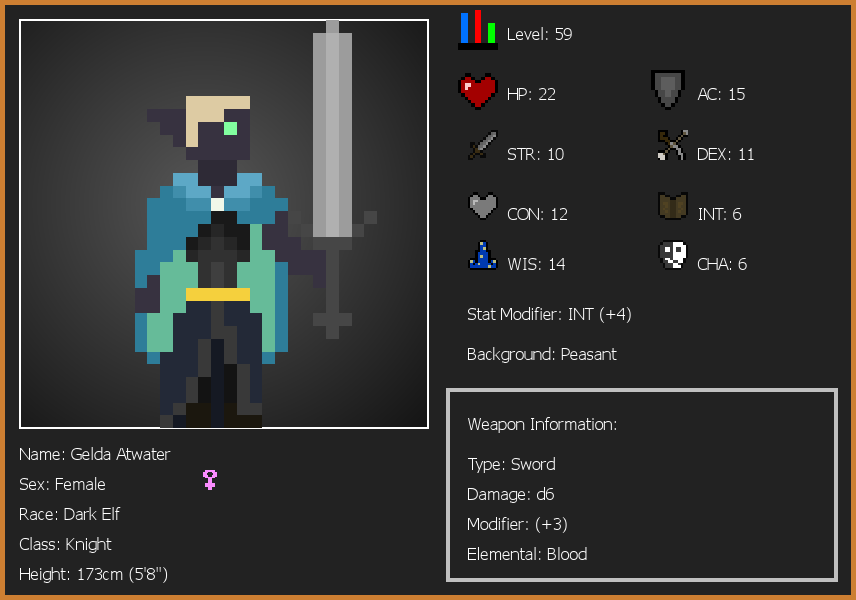 Level: 59
HP: 22
AC: 15
STR: 10
DEX: 11
CON: 12
INT: 6
WIS: 14
CHA: 6
Stat Modifier: INT (+4)
Background: Peasant
Weapon Information:
Type: Sword
Damage: d6
Modifier: (+3)
Elemental: Blood
Name: Gelda Atwater
Sex: Female
Race: Dark Elf
Class: Knight
Height: 173cm (5'8")